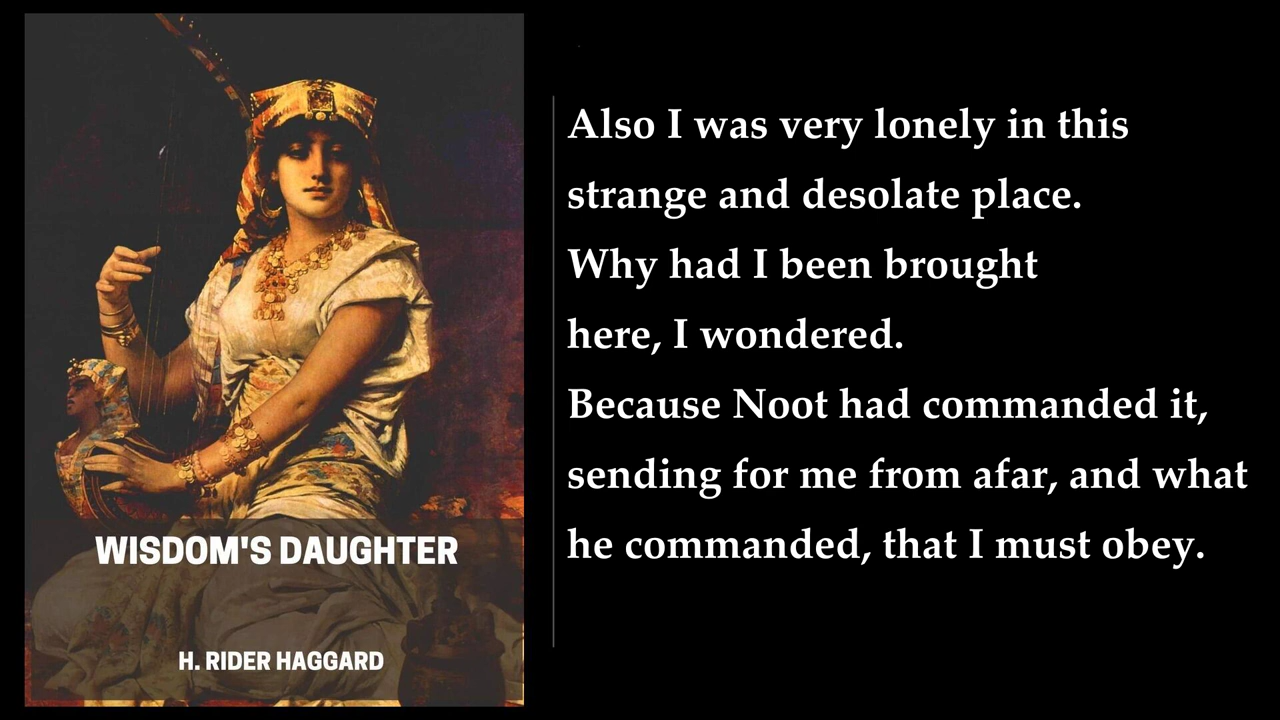 WISDOM'S DAUGHTER
H. RIDER HAGGARD
Also I was very lonely in this
strange and desolate place.
Why had I been brought
here, I wondered.
Because Noot had commanded it,
sending for me from afar, and what
he commanded, that I must obey.